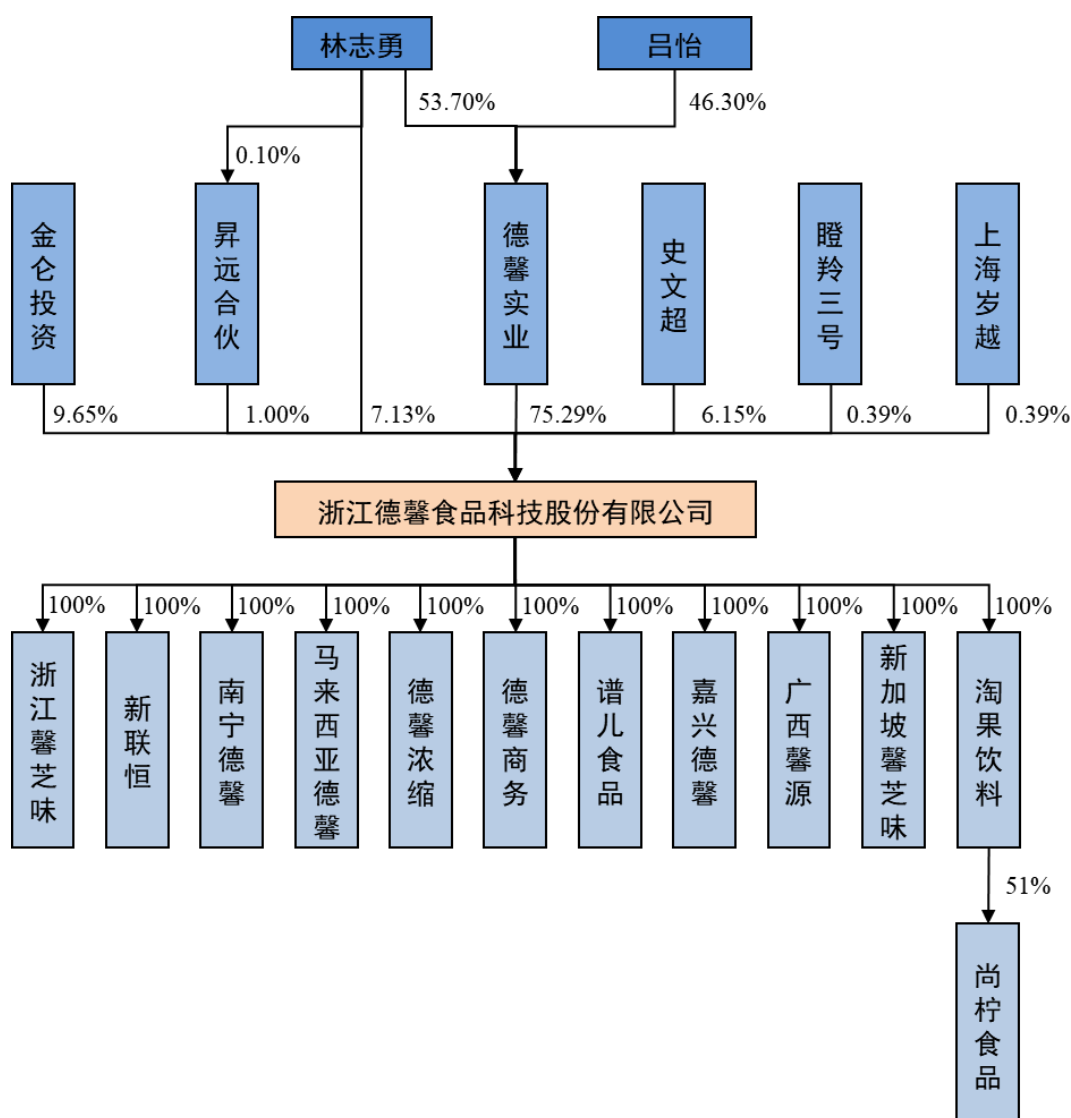 林志勇
吕怡
53.70%
46.30%
0.10%
金仑投资
昇远合伙
德馨实业
史文超
瞪羚三号
上海岁越
9.65%
1.00%
7.13%
75.29%
6.15%
0.39%
0.39%
浙江德馨食品科技股份有限公司
100%
100%
100%
100%
100%
100%
100%
100%
100%
100%
100%
浙江馨芝味
新联恒
南宁德馨
马来西亚德馨
德馨浓缩
德馨商务
谱儿食品
嘉兴德馨
广西馨源
新加坡馨芝味
淘果饮料
51%
尚柠食品